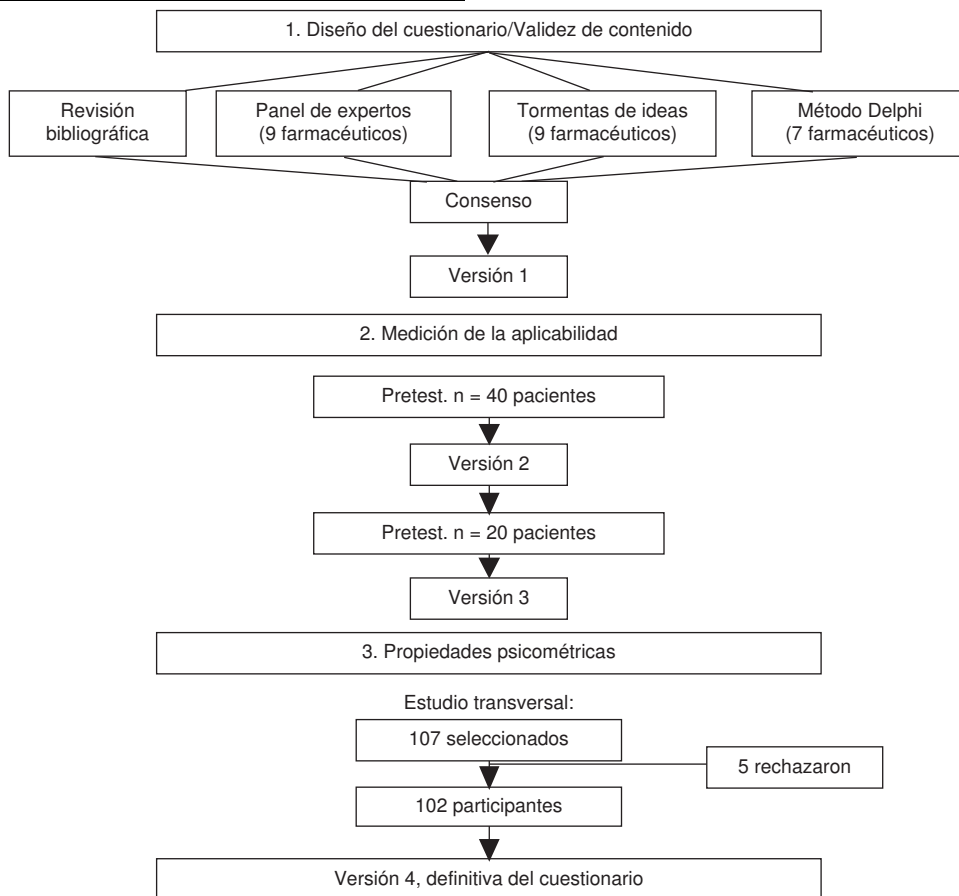 1. Diseño del cuestionario/Validez de contenido
Revisión
bibliográfica
Panel de expertos
(9 farmacéuticos)
Tormentas de ideas
(9 farmacéuticos)
Método Delphi
(7 farmacéuticos)
Consenso
Versión 1
2. Medición de la aplicabilidad
Pretest. n = 40 pacientes
Versión 2
Pretest. n = 20 pacientes
Versión 3
3. Propiedades psicométricas
Estudio transversal:
107 seleccionados
5 rechazaron
102 participantes
Versión 4, definitiva del cuestionario